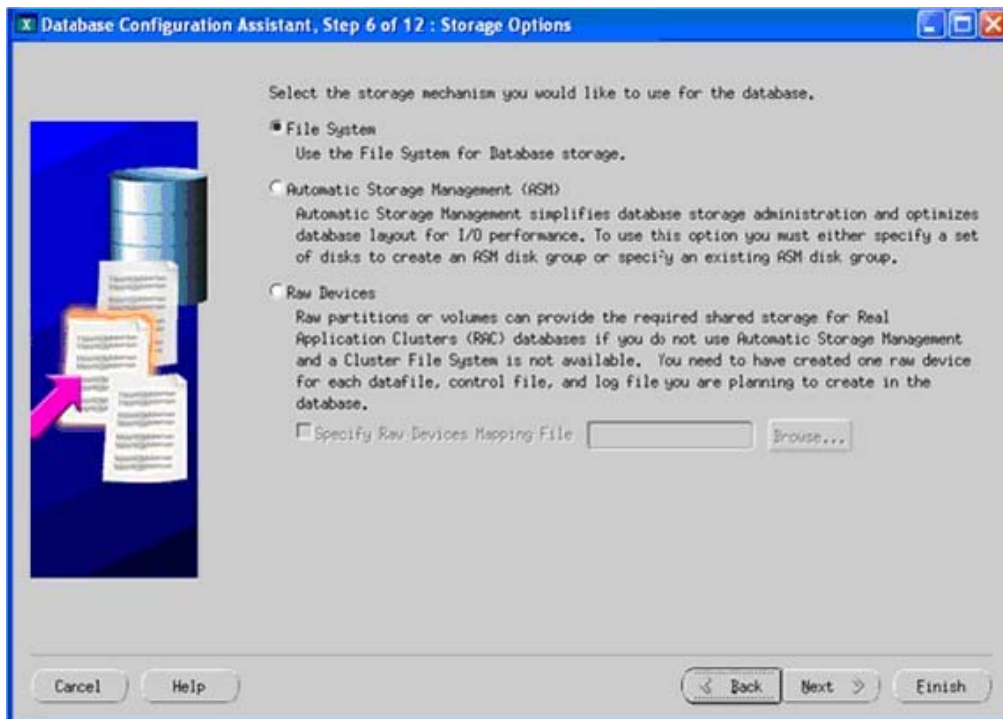 Database Configuration Assistant, Step 6 of 12 : Storage Options
Select the storage mechanism you would like to use for the database.
File System
Use the File System for Database storage.
Automatic Storage Management (ASM)
Automatic Storage Management simplifies database storage administration and optimizes
database layout for I/O performance. To use this option you must either specify a set
of disks to create an ASM disk group or specify an existing ASM disk group.
Raw Devices
Raw partitions or volumes can provide the required shared storage for Real
Application Clusters (RAC) databases if you do not use Automatic Storage Management
and a Cluster File System is not available. You need to have created one raw device
for each datafile, control file, and log file you are planning to create in the
database.
Specify Raw Devices Mapping File
Browse...
Cancel
Help
Back
Next
Finish